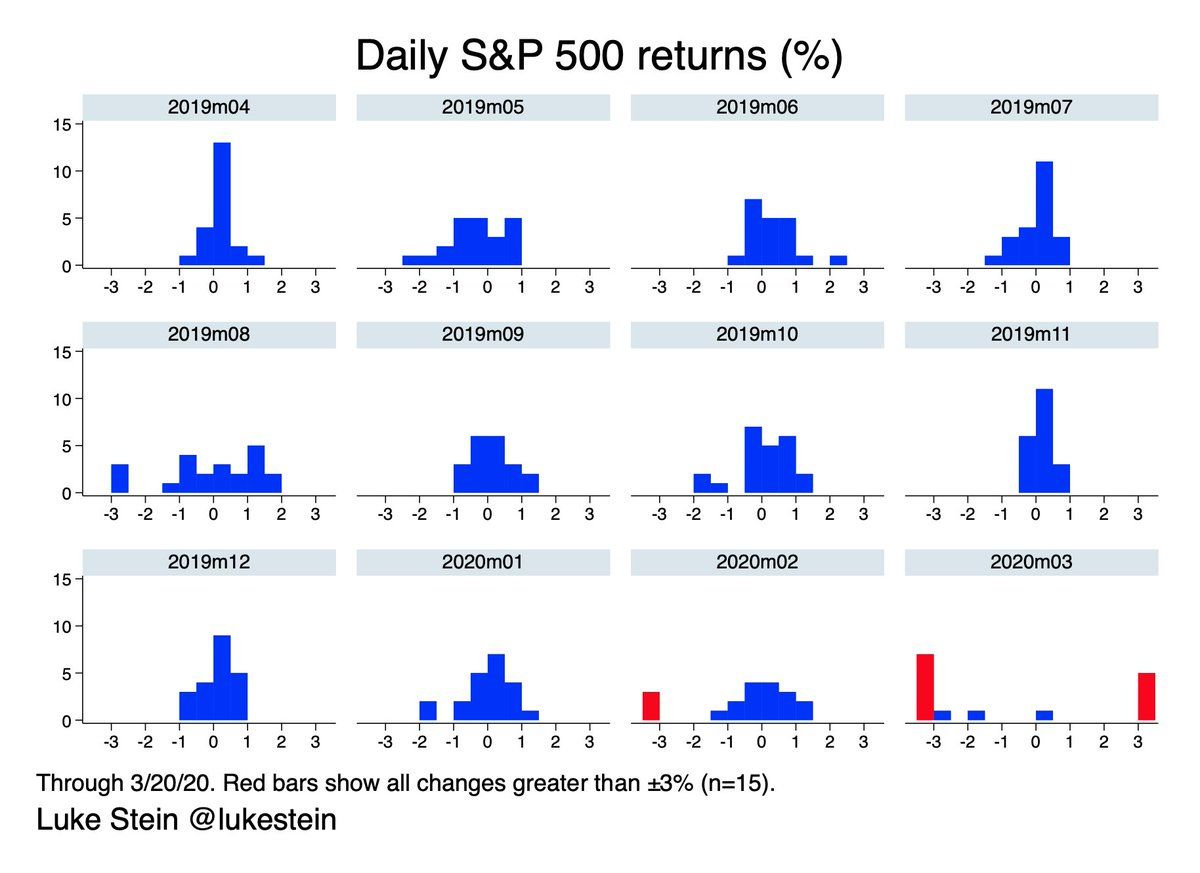 Daily S&P 500 returns (%)
2019m04 2019m05 2019m06 2019m07
15
10
5
0
-3 -2 -1 0 1 2 3 -3 -2 -1 0 1 2 3 -3 -2 -1 0 1 2 3 -3 -2 -1 0 1 2 3
2019m08 2019m09 2019m10 2019m11
15
10
5
0
-3 -2 -1 0 1 2 3 -3 -2 -1 0 1 2 3 -3 -2 -1 0 1 2 3 -3 -2 -1 0 1 2 3
2019m12 2020m01 2020m02 2020m03
15
10
5
0
-3 -2 -1 0 1 2 3 -3 -2 -1 0 1 2 3 -3 -2 -1 0 1 2 3 -3 -2 -1 0 1 2 3
Through 3/20/20. Red bars show all changes greater than ±3% (n=15).
Luke Stein @lukestein